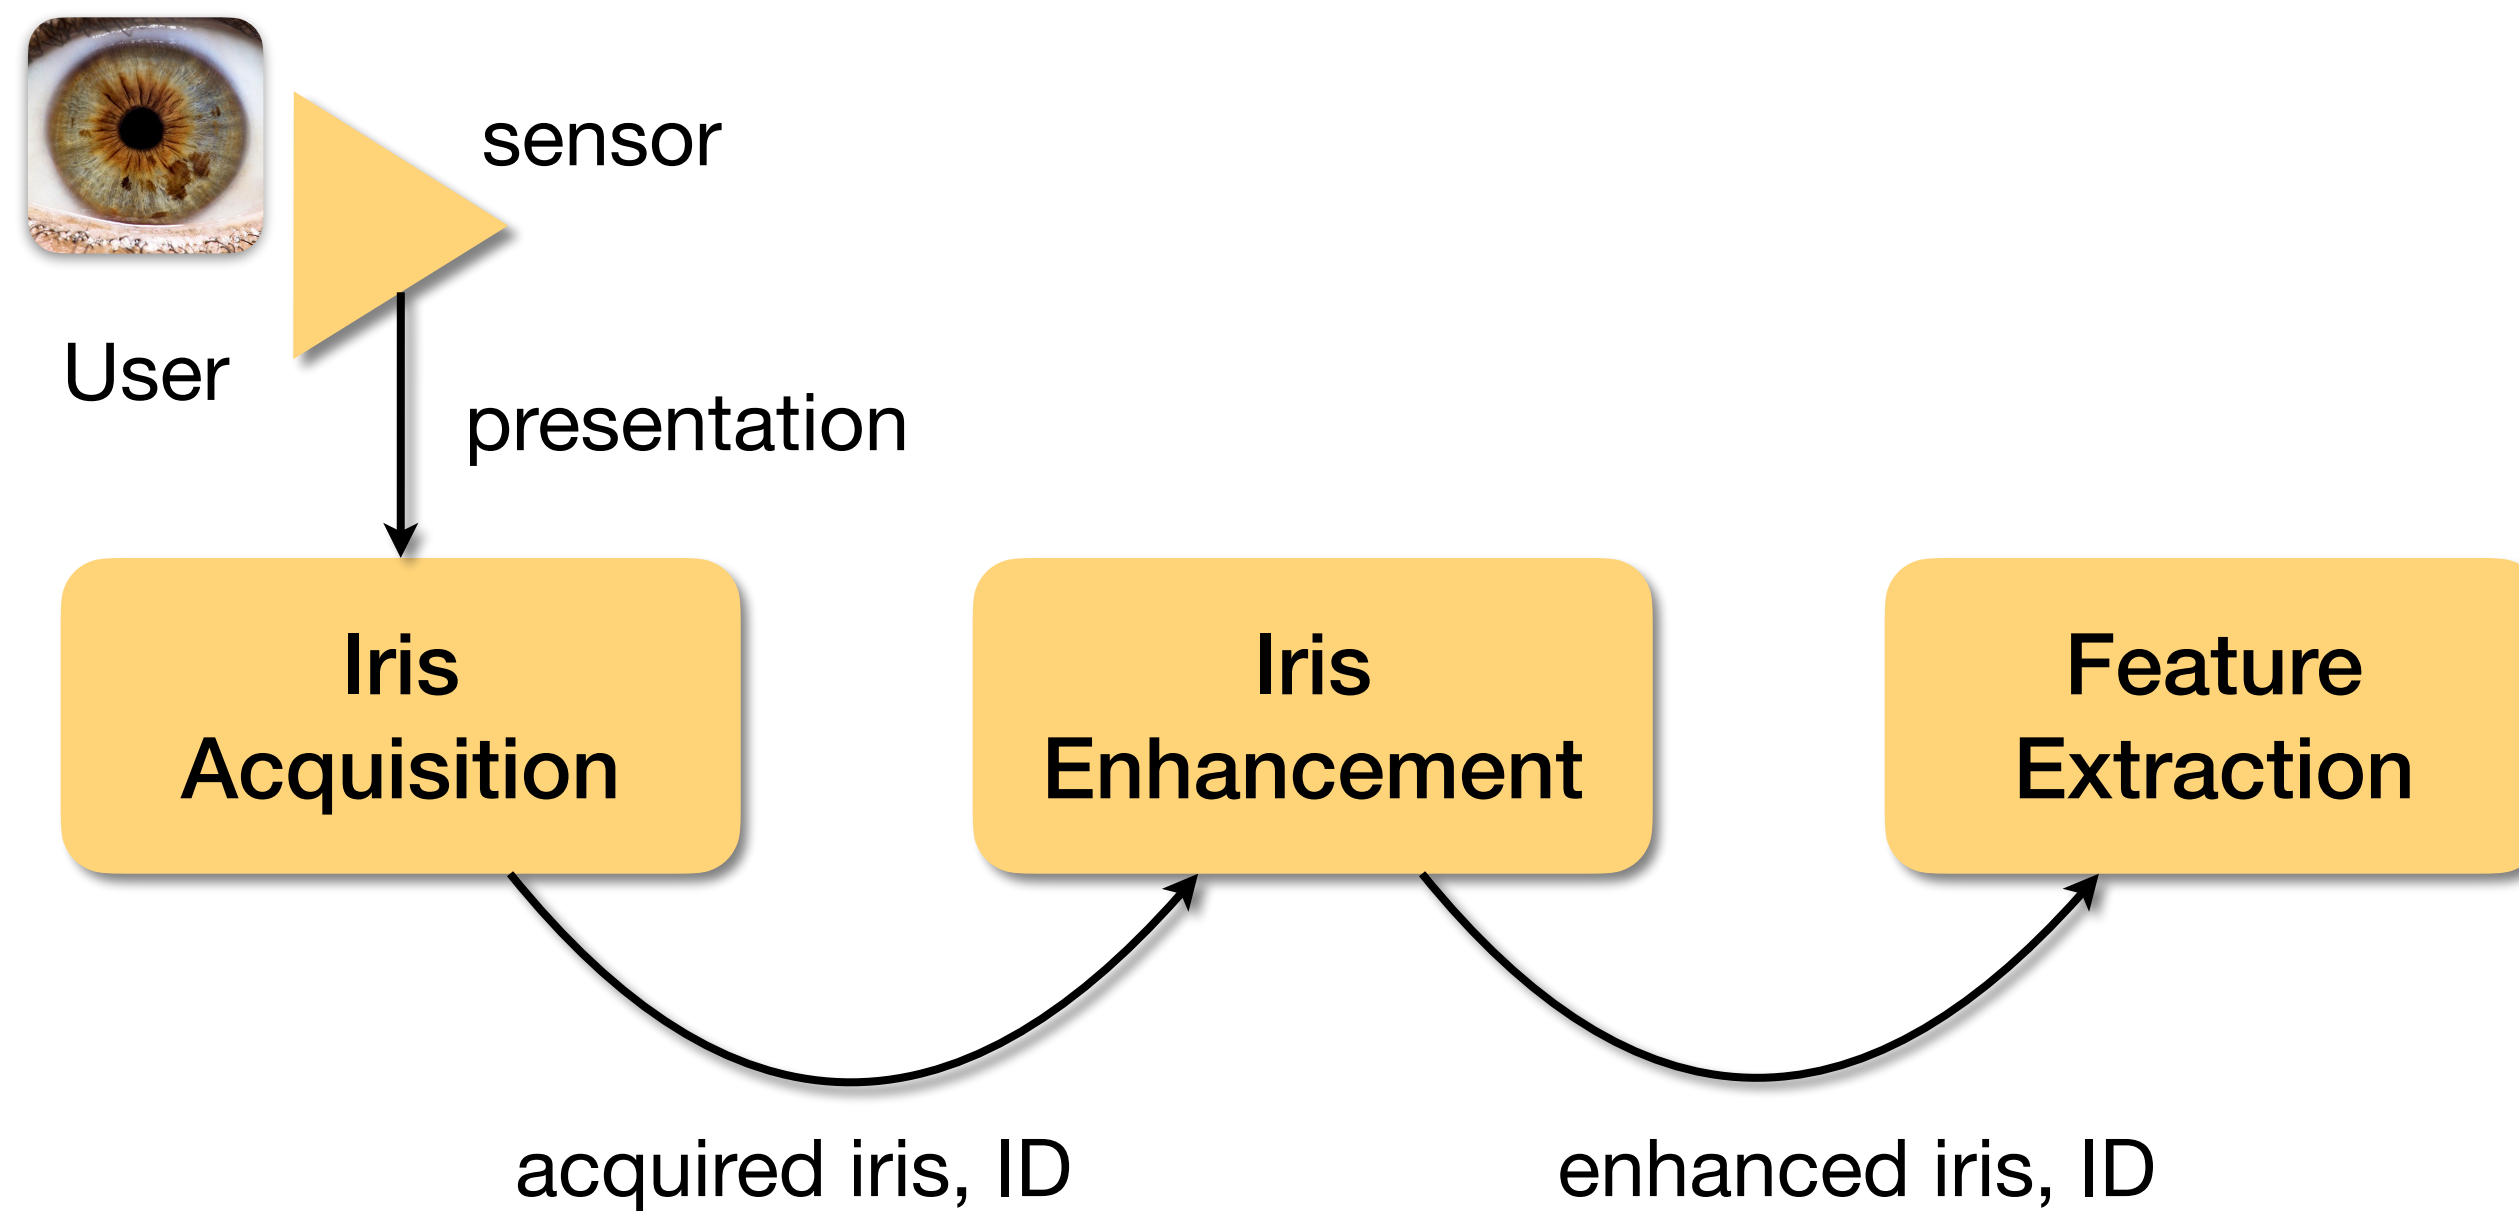 sensor
User
presentation
Iris
Acquisition
Iris
Enhancement
Feature
Extraction
acquired iris, ID
enhanced iris, ID